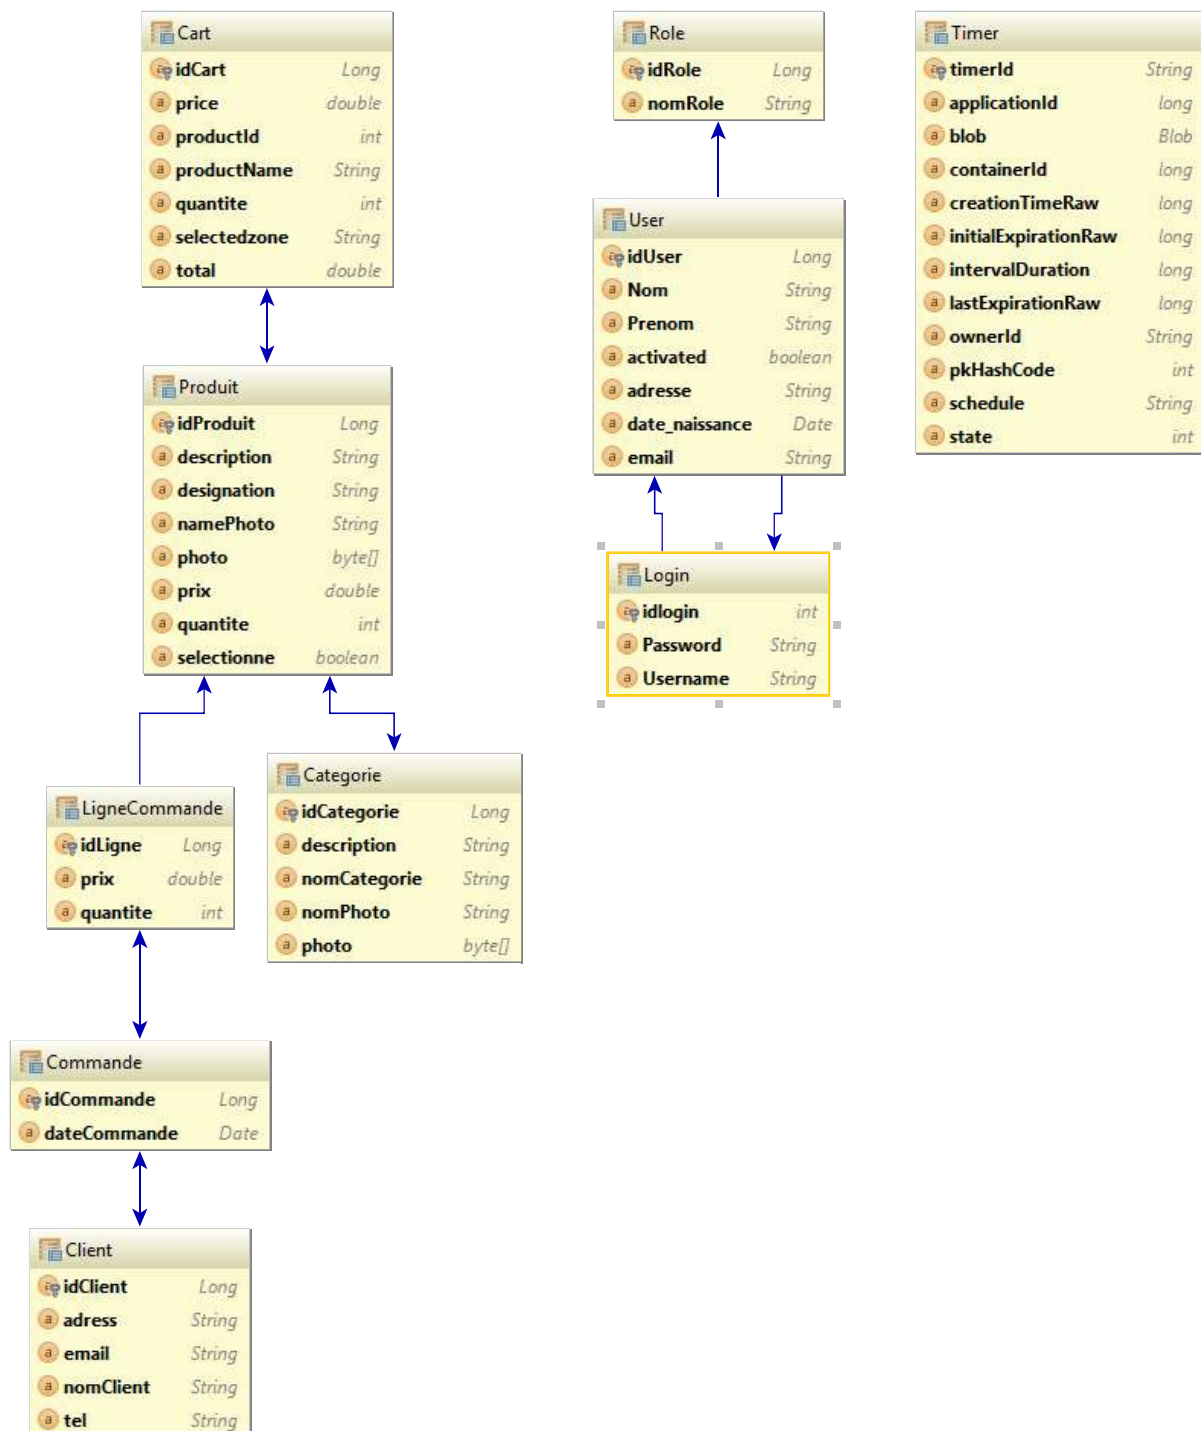 Cart
idCart Long
price double
productId int
productName String
quantite int
selectedzone String
total double
Produit
idProduit Long
description String
designation String
namePhoto String
photo byte[]
prix double
quantite int
selectionne boolean
LigneCommande
idLigne Long
prix double
quantite int
Categorie
idCategorie Long
description String
nomCategorie String
nomPhoto String
photo byte[]
Commande
idCommande Long
dateCommande Date
Client
idClient Long
adress String
email String
nomClient String
tel String
Role
idRole Long
nomRole String
User
idUser Long
Nom String
Prenom String
activated boolean
adresse String
date_naissance Date
email String
Login
idlogin int
Password String
Username String
Timer
timerId String
applicationId long
blob Blob
containerId long
creationTimeRaw long
initialExpirationRaw long
intervalDuration long
lastExpirationRaw long
ownerId String
pkHashCode int
schedule String
state int